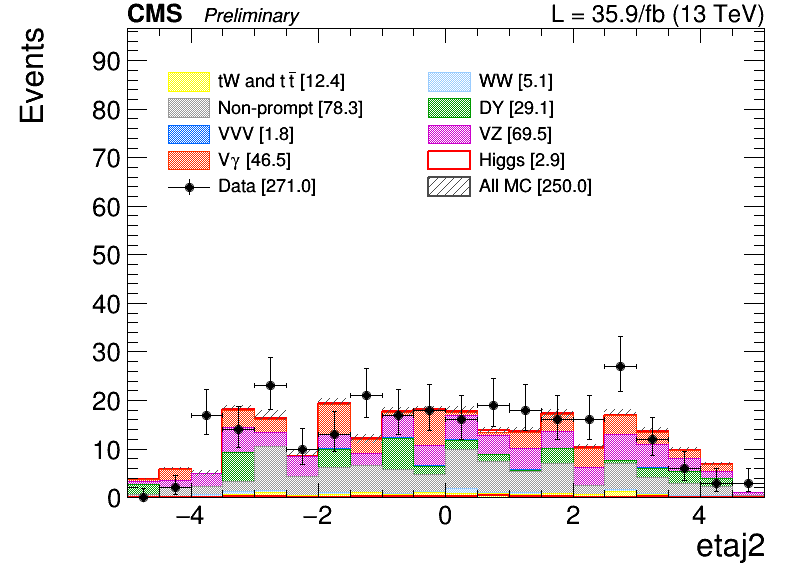 CMS Preliminary L = 35.9/fb (13 TeV)
Events
90
80
70
60
50
40
30
20
10
0
tW and t t̄ [12.4] WW [5.1]
Non-prompt [78.3] DY [29.1]
VVV [1.8] VZ [69.5]
Vγ [46.5] Higgs [2.9]
Data [271.0] All MC [250.0]
−4 −2 0 2 4
etaj2